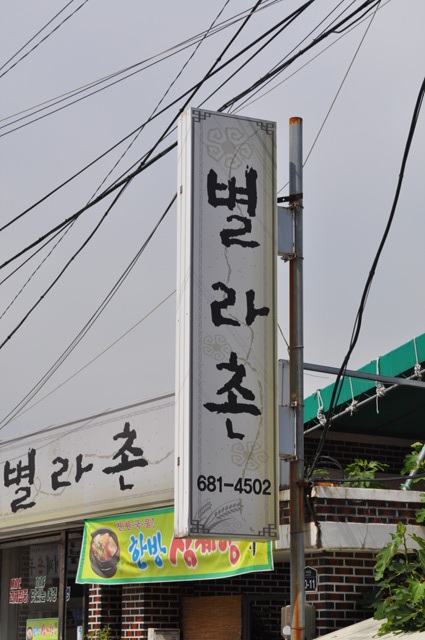 별
라
촌
681-4502
별라촌
한방 삼계탕